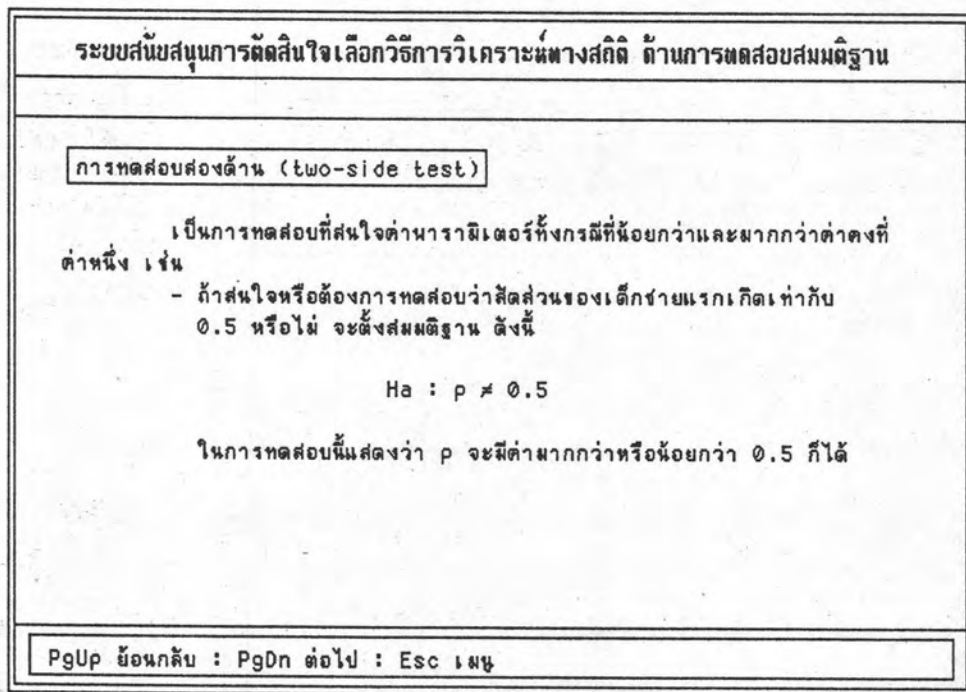 ระบบสนับสนุนการตัดสินใจเลือกวิธีการวิเคราะห์ทางสถิติ ด้านการทดสอบสมมติฐาน
การทดสอบสองด้าน (two-side test)
เป็นการทดสอบที่สนใจค่าพารามิเตอร์ทั้งกรณีที่น้อยกว่าและมากกว่าค่าคงที่
ค่าหนึ่ง เช่น
- ถ้าสนใจหรือต้องการทดสอบว่าสัดส่วนของเด็กชายแรกเกิดเท่ากับ
0.5 หรือไม่ จะตั้งสมมติฐาน ดังนี้
Ha : p ≠ 0.5
ในการทดสอบนี้แสดงว่า p จะมีค่ามากกว่าหรือน้อยกว่า 0.5 ก็ได้
PgUp ย้อนกลับ : PgDn ต่อไป : Esc เมนู